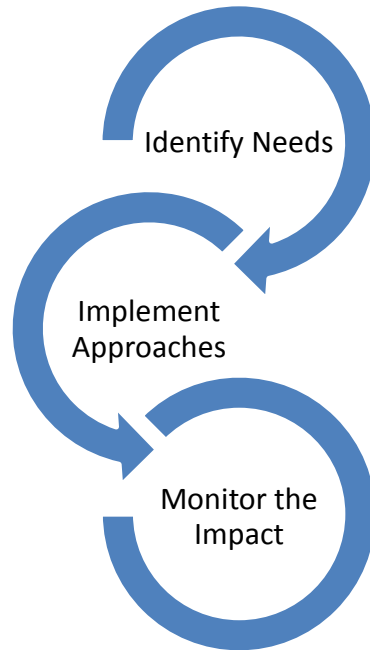 Identify Needs
Implement
Approaches
Monitor the
Impact